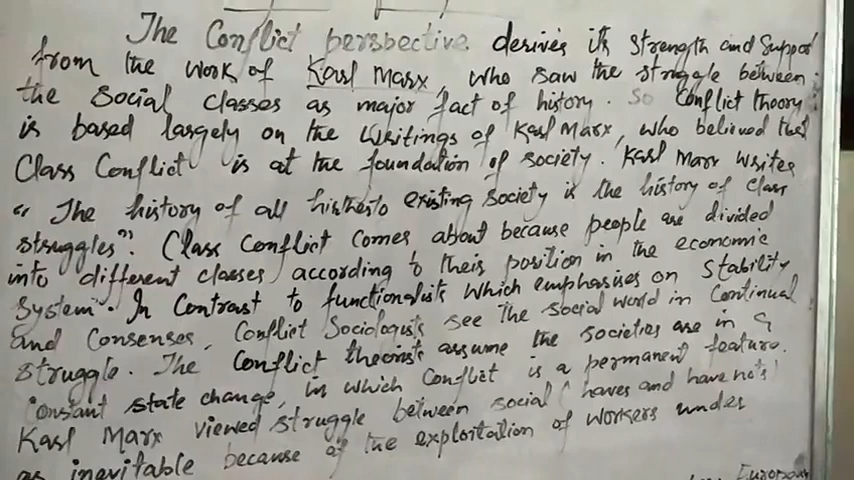 The Conflict perspective derives its strength and Support
from the work of Karl Marx, who saw the struggle between
the social classes as major fact of history. So Conflict theory
is based largely on the writings of Karl Marx, who believed that
Class Conflict is at the foundation of society. Karl Marx writes
"The history of all hitherto existing society is the history of class
struggles". Class Conflict comes about because people are divided
into different classes according to their position in the economic
system. In Contrast to functionalists which emphasises on Stability
and Consenses, Conflict Sociologists see the social world in Continual
struggle. The Conflict theorists assume the societies are in a
Constant state change, in which Conflict is a permanent feature.
Karl Marx viewed struggle between social (haves and have nots)
as inevitable because of the exploitation of workers under
European